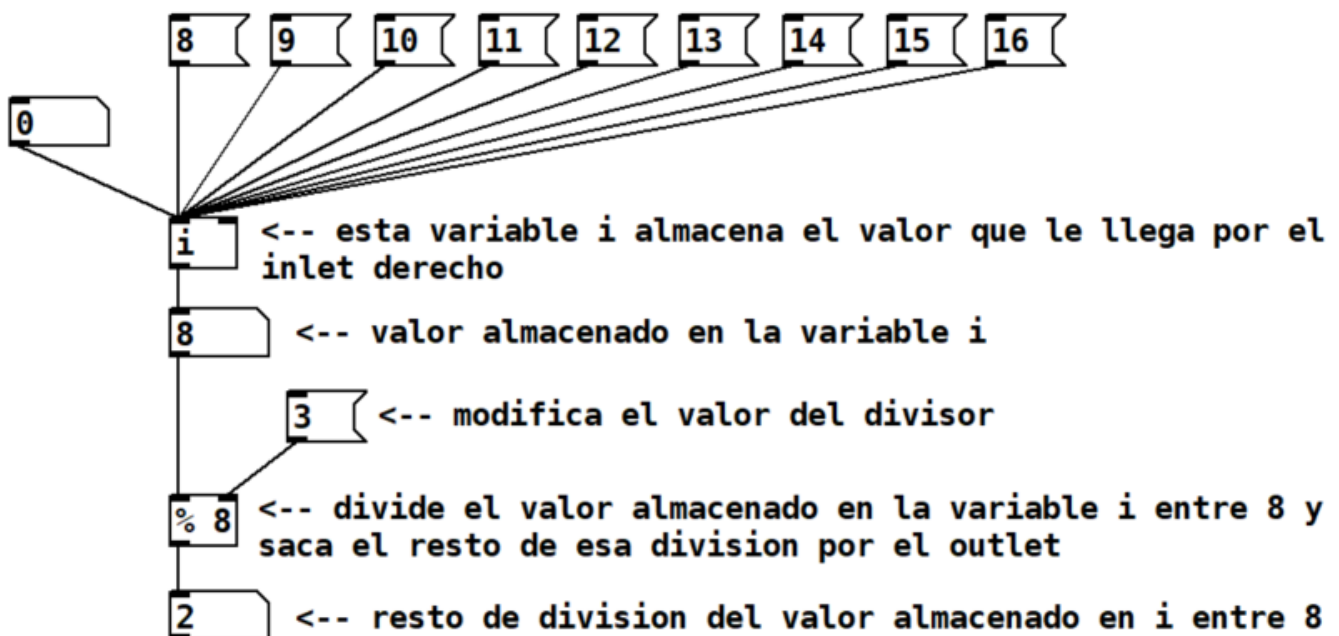 8 9 10 11 12 13 14 15 16
0
i <-- esta variable i almacena el valor que le llega por el
inlet derecho
8 <-- valor almacenado en la variable i
3 <-- modifica el valor del divisor
% 8 <-- divide el valor almacenado en la variable i entre 8 y
saca el resto de esa division por el outlet
2 <-- resto de division del valor almacenado en i entre 8